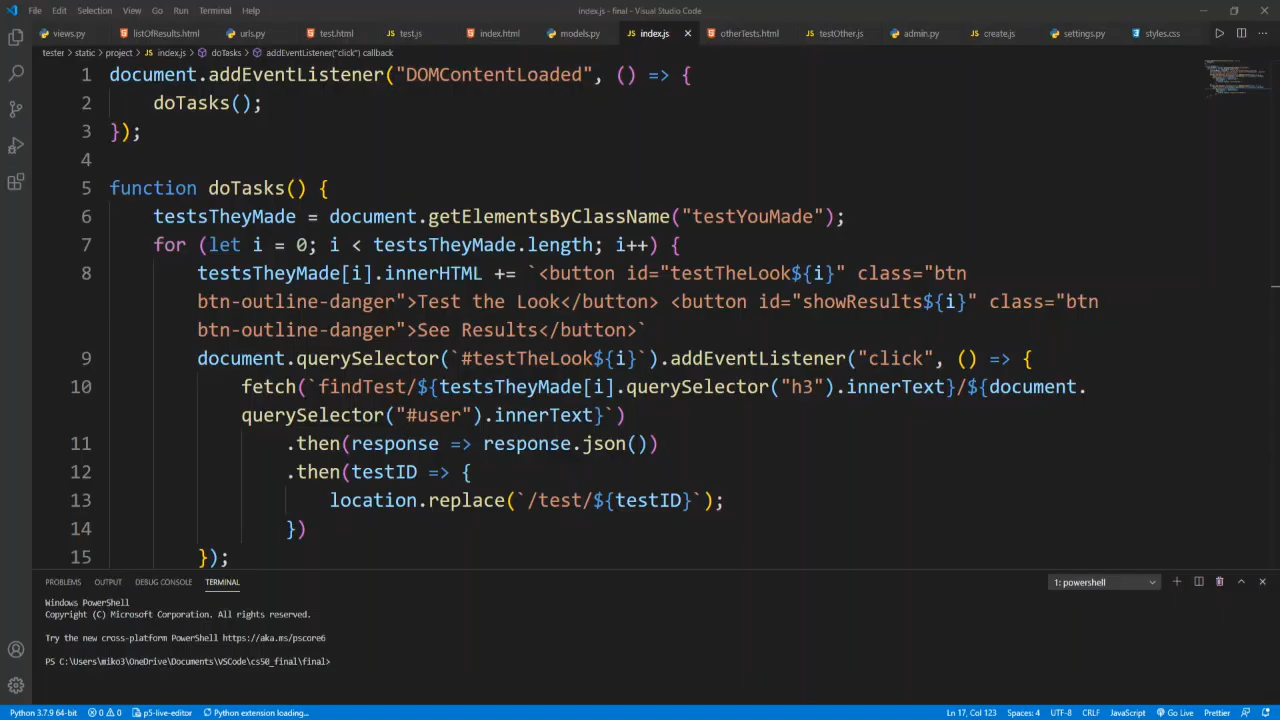 File Edit Selection View Go Run Terminal Help index.js - final - Visual Studio Code
views.py listOfResults.html urls.py test.html test.js index.html models.py index.js otherTests.html testOther.js admin.py create.js settings.py styles.css
tester > static > project > index.js > doTasks > addEventListener("click") callback
1 document.addEventListener("DOMContentLoaded", () => {
2 doTasks();
3 });
4
5 function doTasks() {
6 testsTheyMade = document.getElementsByClassName("testYouMade");
7 for (let i = 0; i < testsTheyMade.length; i++) {
8 testsTheyMade[i].innerHTML += `<button id="testTheLook${i}" class="btn
btn-outline-danger">Test the Look</button> <button id="showResults${i}" class="btn
btn-outline-danger">See Results</button>`
9 document.querySelector(`#testTheLook${i}`).addEventListener("click", () => {
10 fetch(`findTest/${testsTheyMade[i].querySelector("h3").innerText}/${document.
querySelector("#user").innerText}`)
11 .then(response => response.json())
12 .then(testID => {
13 location.replace(`/test/${testID}`);
14 })
15 });
PROBLEMS OUTPUT DEBUG CONSOLE TERMINAL 1: powershell
Windows PowerShell
Copyright (C) Microsoft Corporation. All rights reserved.
Try the new cross-platform PowerShell https://aka.ms/pscore6
PS C:\Users\miko3\OneDrive\Documents\VSCode\cs50_final\final>
Python 3.7.9 64-bit 0 0 p5-live-editor Python extension loading... Ln 17, Col 123 Spaces: 4 UTF-8 CRLF JavaScript Go Live Prettier